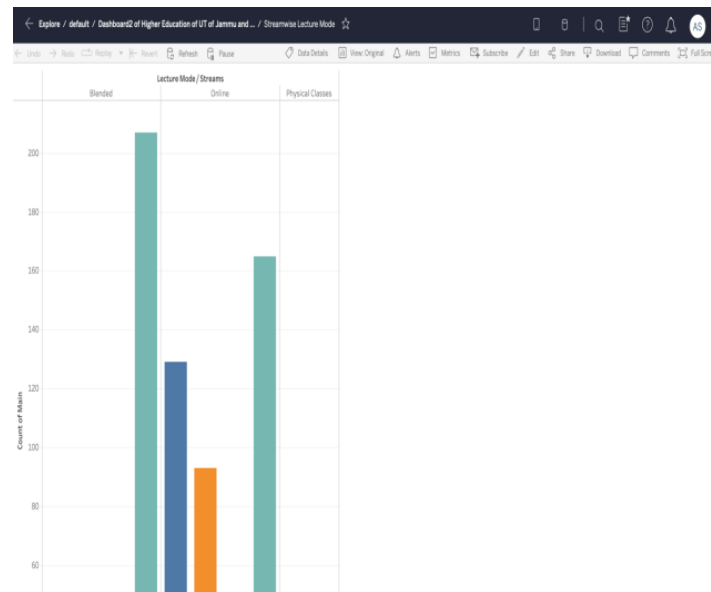 ← Explore / default / Dashboard2 of Higher Education of UT of Jammu and ... / Streamwise Lecture Mode ☆ AS
← Undo → Redo Replay ▾ Revert Refresh Pause Data Details View: Original Alerts Metrics Subscribe Edit Share Download Comments Full Scr
Lecture Mode / Streams
Blended Online Physical Classes
200
180
160
140
120
100
80
60
Count of Main